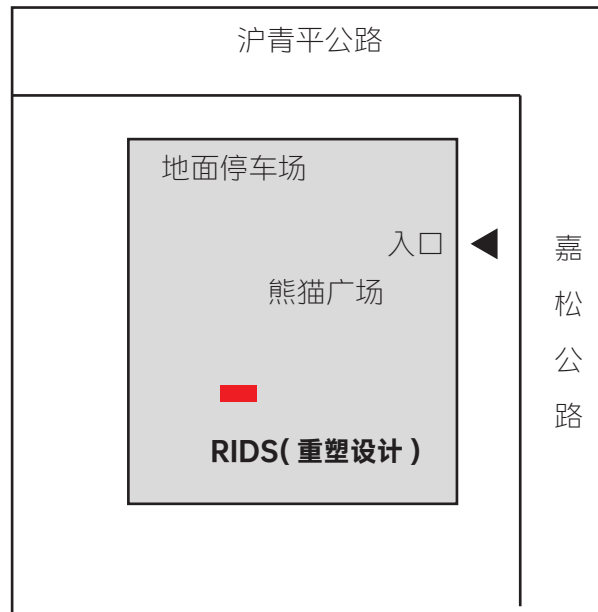 沪青平公路
地面停车场
入口
熊猫广场
嘉松公路
RIDS( 重塑设计 )